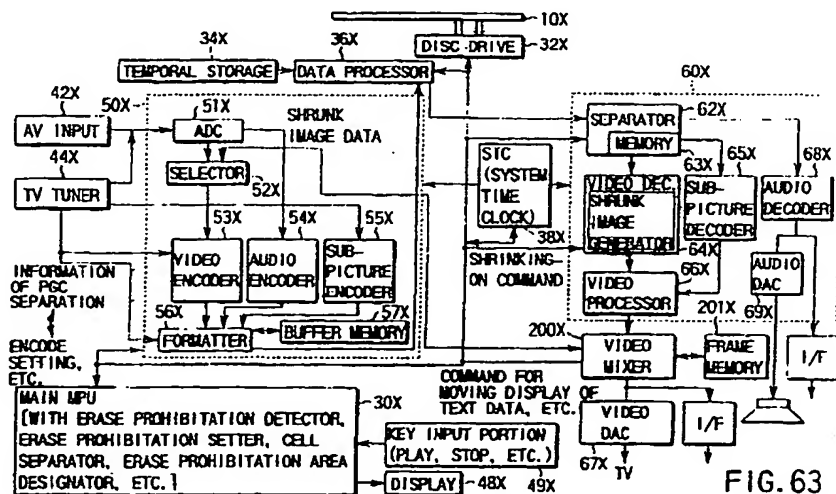 10X
DISC DRIVE
32X
34X
36X
TEMPORAL STORAGE
DATA PROCESSOR
60X
42X
50X
51X
SHRUNK
IMAGE DATA
62X
AV INPUT
ADC
SEPARATOR
MEMORY
44X
STC
(SYSTEM
TIME
CLOCK)
63X
65X
68X
TV TUNER
SELECTOR
52X
VIDEO DEC.
SHRUNK
IMAGE
GENERATOR
SUB-
PICTURE
DECODER
AUDIO
DECODER
53X
54X
55X
38X
64X
VIDEO
ENCODER
AUDIO
ENCODER
SUB-
PICTURE
ENCODER
SHRINKING-
ON COMMAND
66X
VIDEO
PROCESSOR
AUDIO
DAC
69X
INFORMATION
OF PGC
SEPARATION
56X
57X
FORMATTER
BUFFER MEMORY
200X
201X
ENCODE
SETTING,
ETC.
VIDEO
MIXER
FRAME
MEMORY
I/F
30X
COMMAND FOR
MOVING DISPLAY OF
TEXT DATA, ETC.
MAIN MPU
[WITH ERASE PROHIBITATION DETECTOR,
ERASE PROHIBITATION SETTER, CELL
SEPARATOR, ERASE PROHIBITATION AREA
DESIGNATOR, ETC.]
KEY INPUT PORTION
(PLAY, STOP, ETC.)
VIDEO
DAC
I/F
67X
TV
DISPLAY
48X
49X
FIG. 63